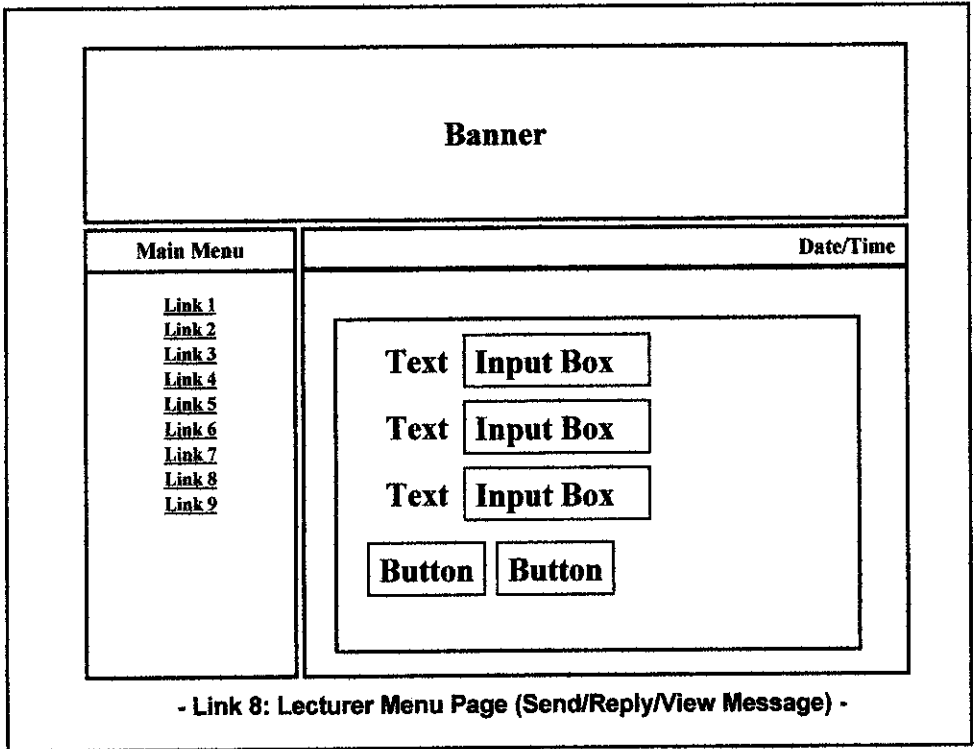 Banner
Main Menu
Date/Time
Link 1
Link 2
Link 3
Link 4
Link 5
Link 6
Link 7
Link 8
Link 9
Text Input Box
Text Input Box
Text Input Box
Button Button
- Link 8: Lecturer Menu Page (Send/Reply/View Message) -